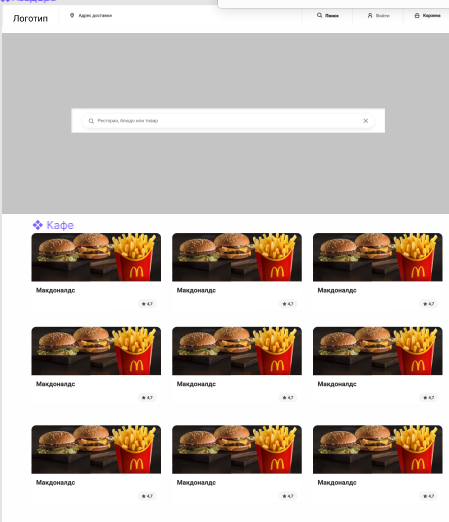 Логотип
Адрес доставки
Поиск
Войти
Корзина
Ресторан, блюдо или товар
Кафе
Макдоналдс
Макдоналдс
Макдоналдс
4,7
4,7
4,7
Макдоналдс
Макдоналдс
Макдоналдс
4,7
4,7
4,7
Макдоналдс
Макдоналдс
Макдоналдс
4,7
4,7
4,7